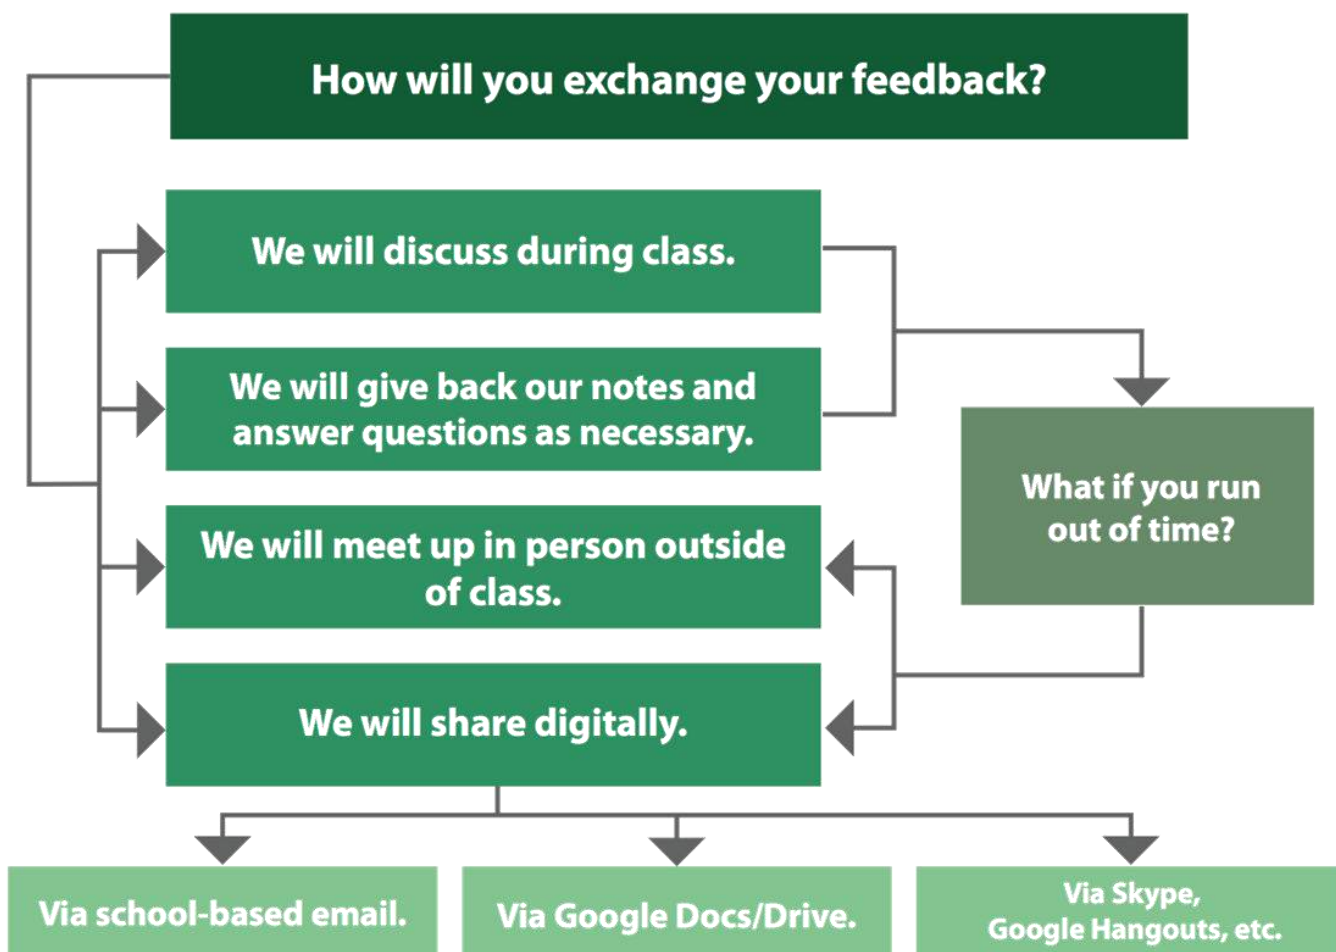 How will you exchange your feedback?
We will discuss during class.
We will give back our notes and
answer questions as necessary.
What if you run
out of time?
We will meet up in person outside
of class.
We will share digitally.
Via school-based email.
Via Google Docs/Drive.
Via Skype,
Google Hangouts, etc.